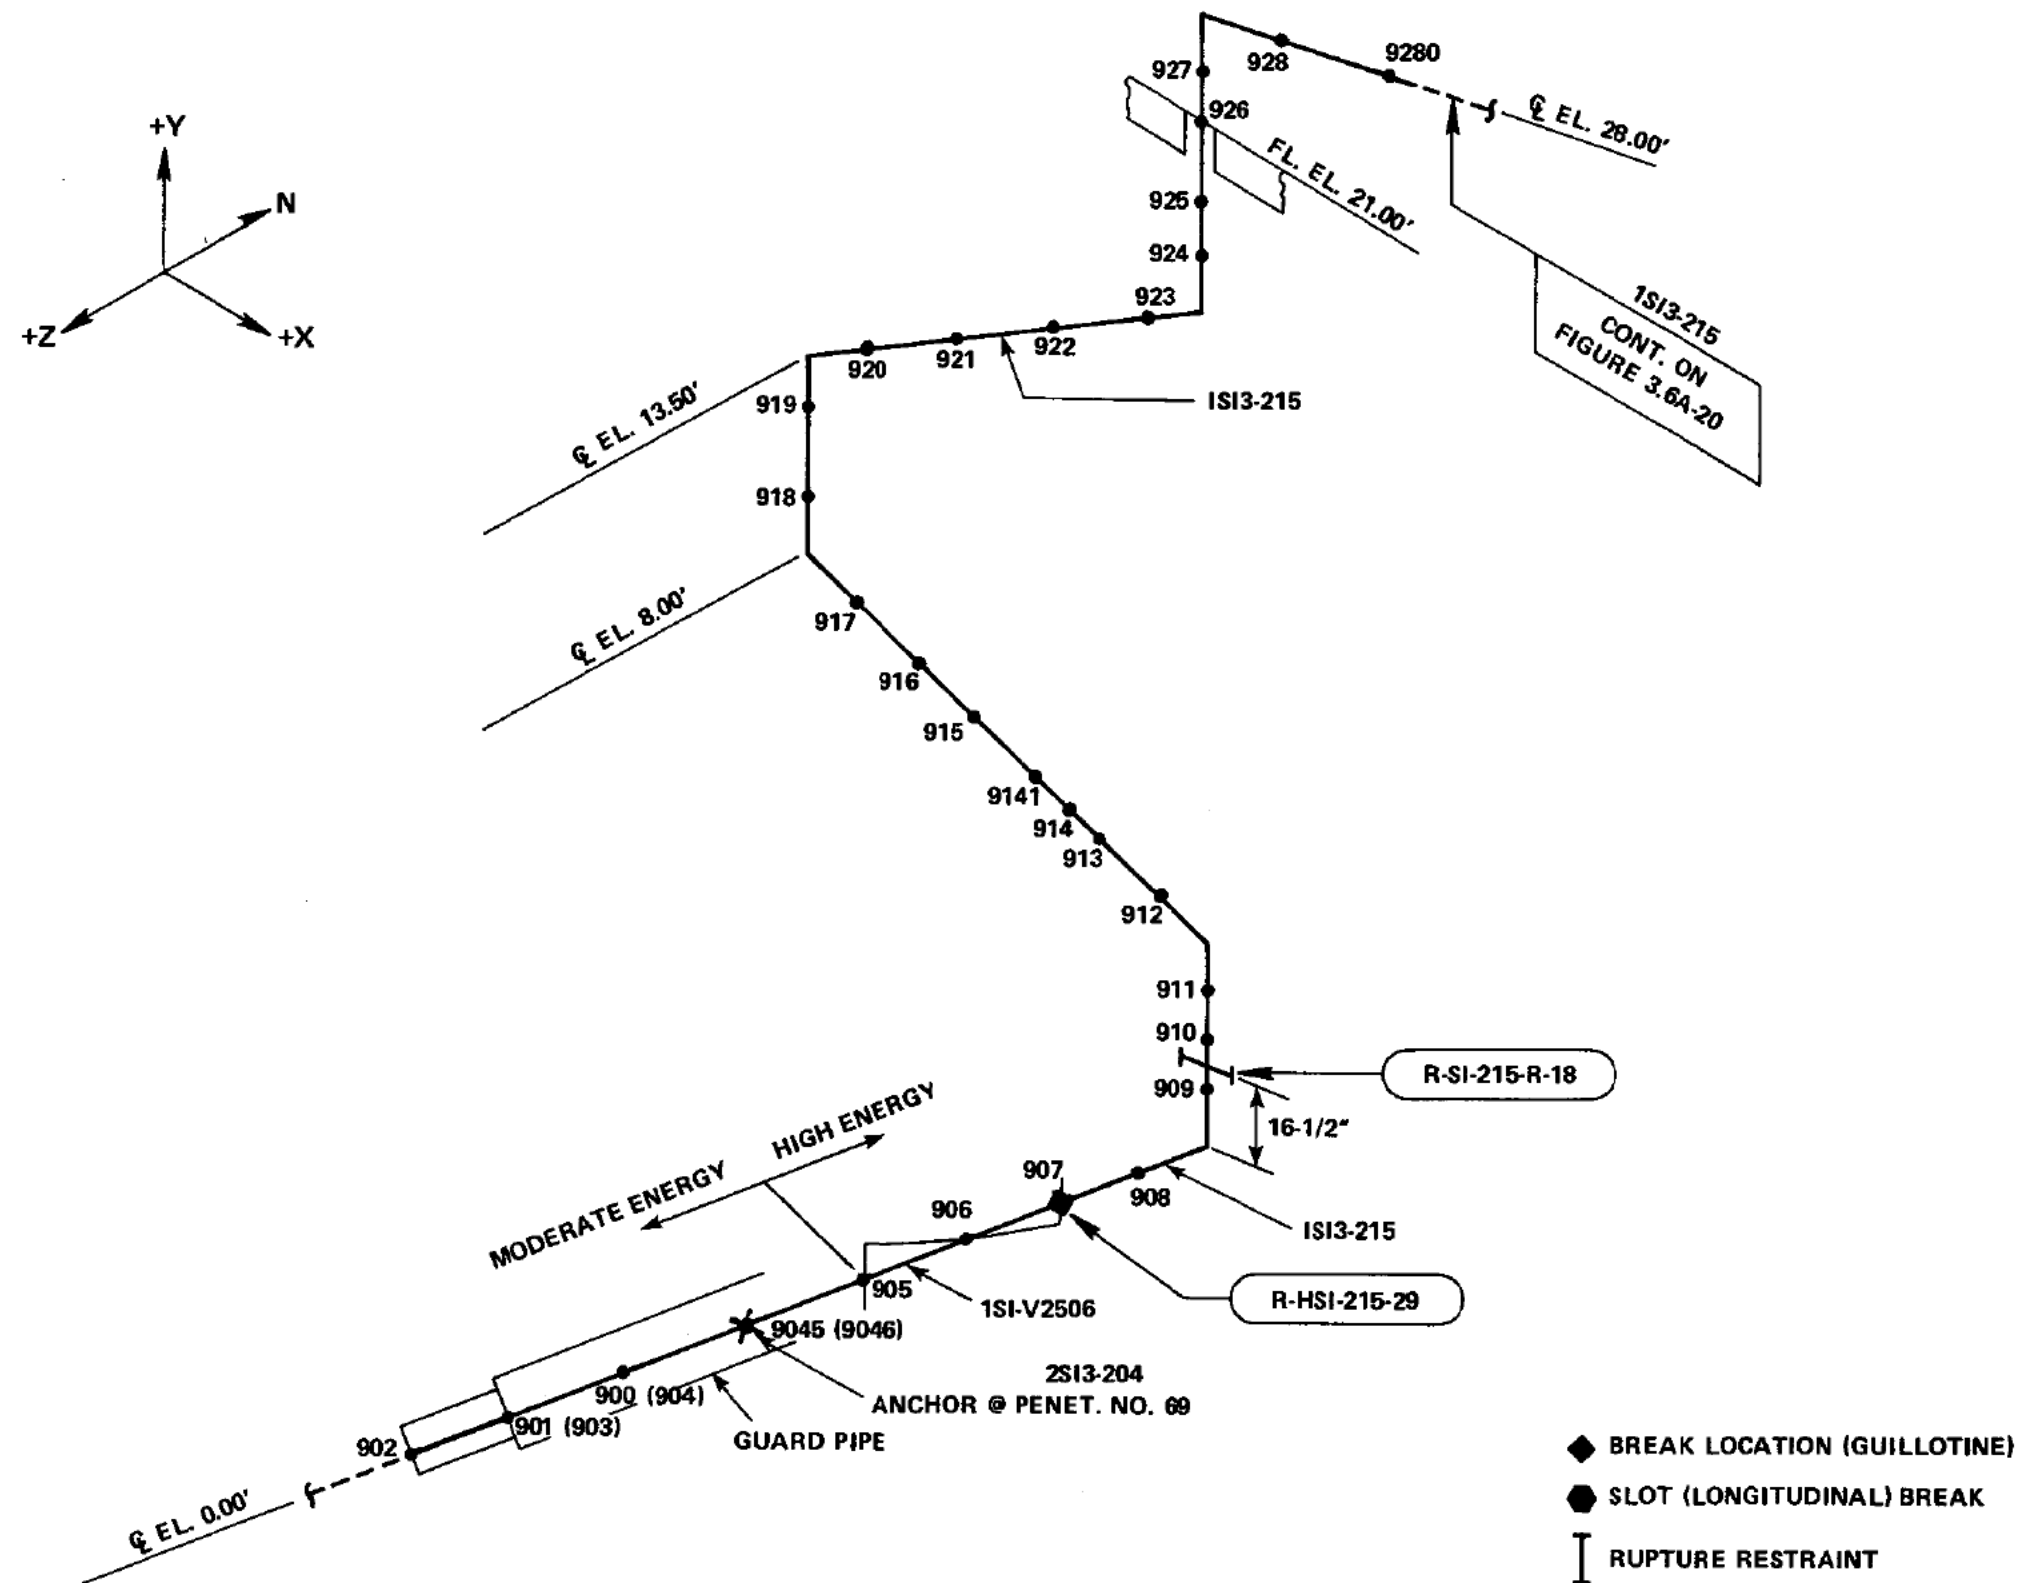 9280
928
927
℄ EL. 28.00'
+Y
926
FL. EL. 21.00'
N
925
924
+Z
+X
923
1SI3-215
CONT. ON
FIGURE 3.6A-20
922
921
920
ISI3-215
919
℄ EL. 13.50'
918
℄ EL. 8.00'
917
916
915
9141
914
913
912
911
910
R-SI-215-R-18
909
16-1/2"
HIGH ENERGY
MODERATE ENERGY
907
908
906
ISI3-215
905
1SI-V2506
R-HSI-215-29
9045 (9046)
2SI3-204
ANCHOR @ PENET. NO. 69
900 (904)
901 (903)
GUARD PIPE
902
℄ EL. 0.00'
BREAK LOCATION (GUILLOTINE)
SLOT (LONGITUDINAL) BREAK
RUPTURE RESTRAINT